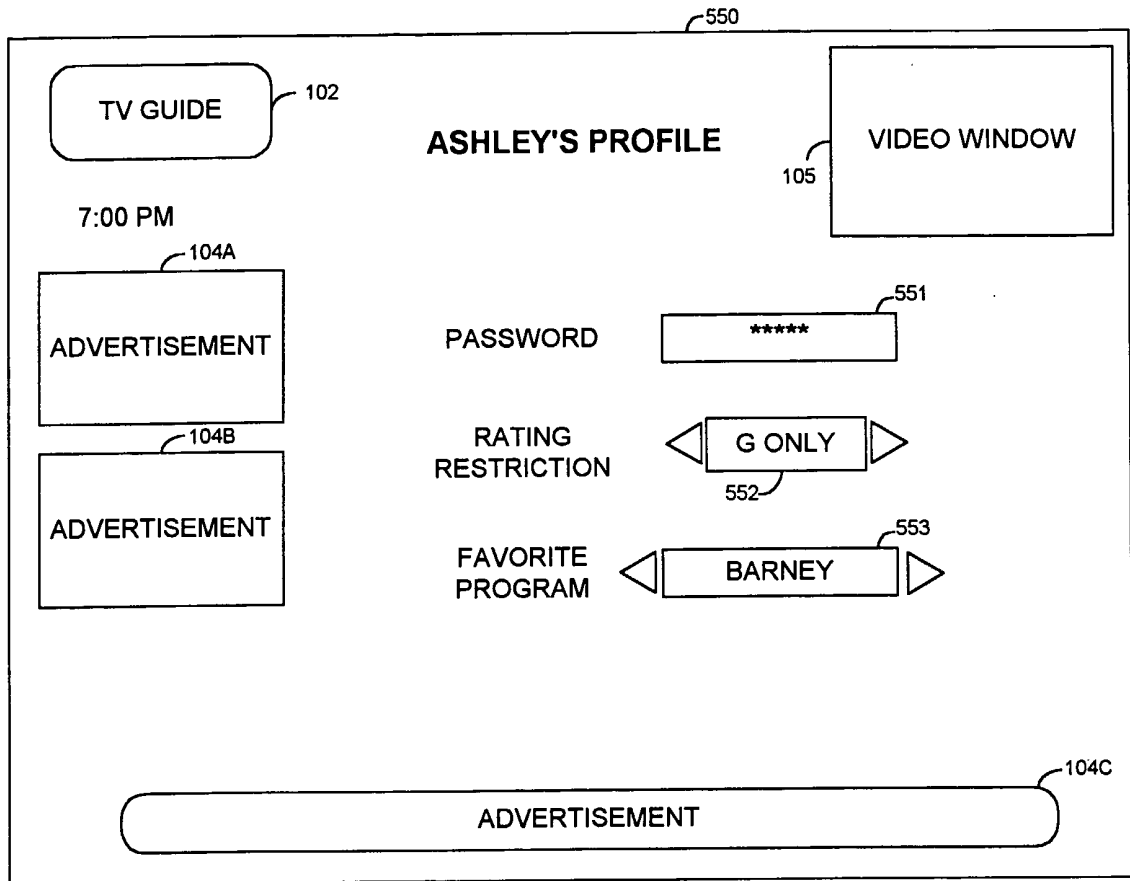 550
TV GUIDE
102
ASHLEY'S PROFILE
VIDEO WINDOW
105
7:00 PM
104A
ADVERTISEMENT
104B
ADVERTISEMENT
551
PASSWORD
*****
RATING
RESTRICTION
G ONLY
552
553
FAVORITE
PROGRAM
BARNEY
104C
ADVERTISEMENT